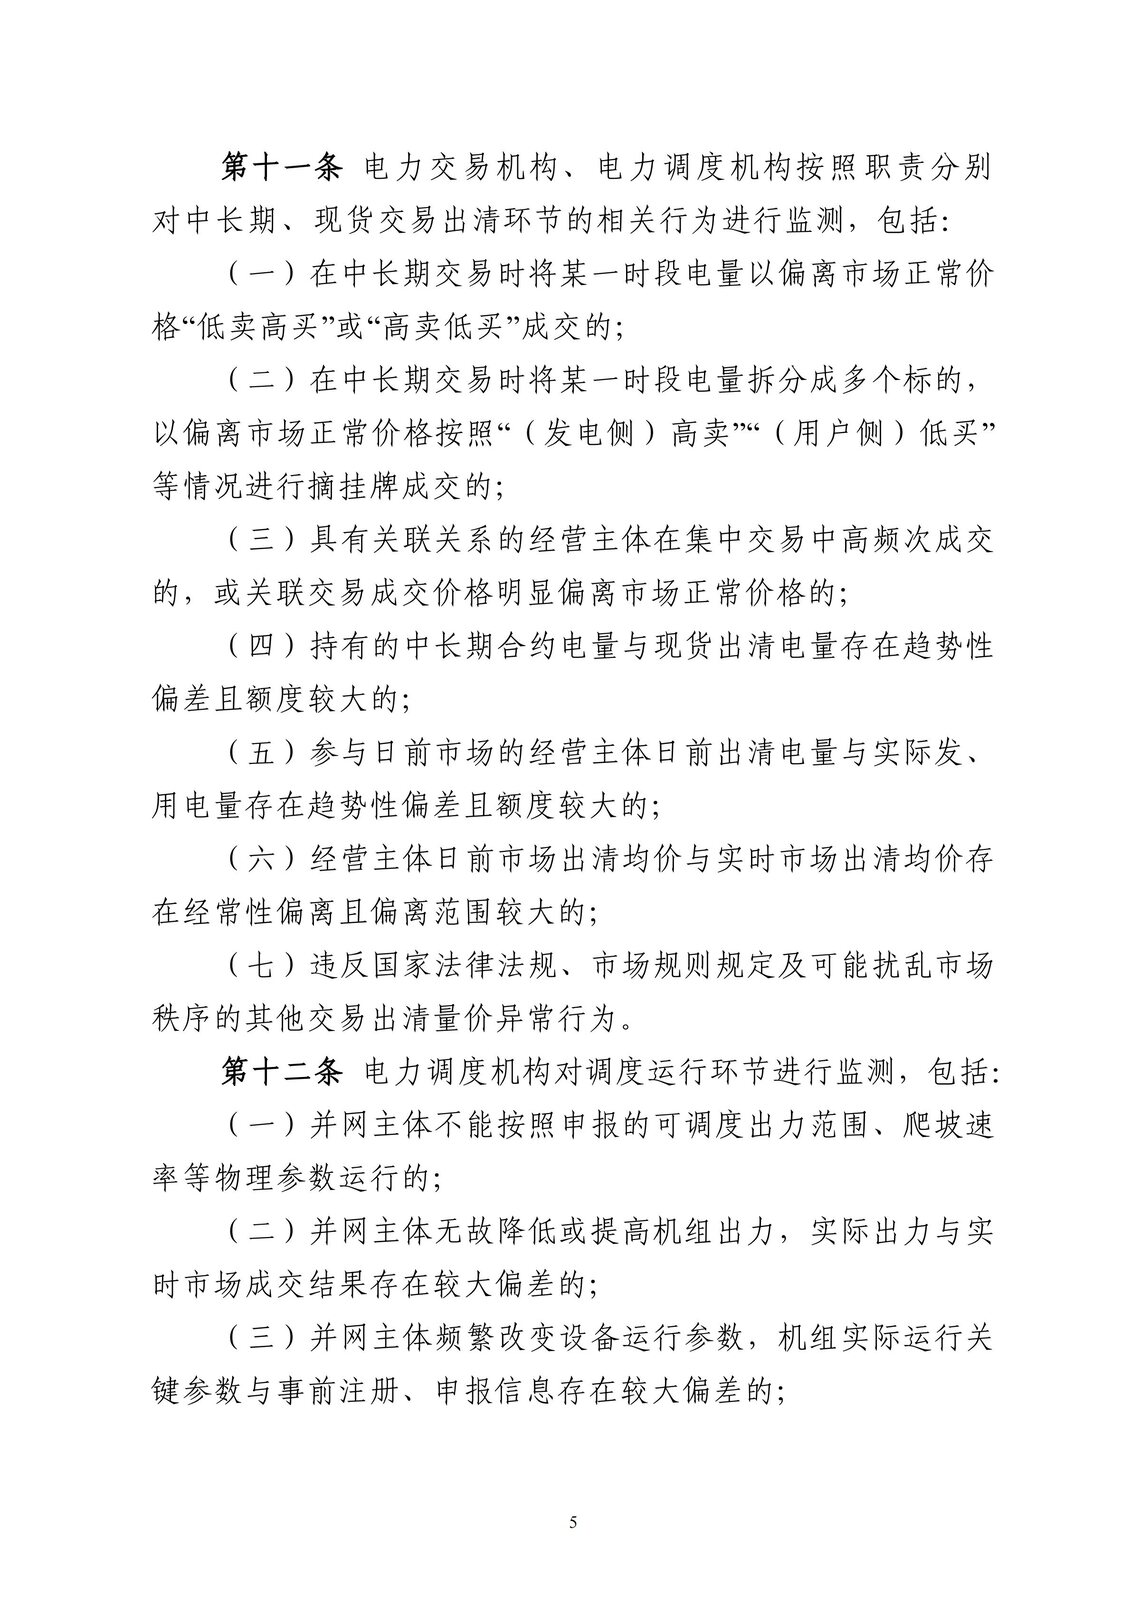 第十一条 电力交易机构、电力调度机构按照职责分别
对中长期、现货交易出清环节的相关行为进行监测，包括：
（一）在中长期交易时将某一时段电量以偏离市场正常价
格“低卖高买”或“高卖低买”成交的；
（二）在中长期交易时将某一时段电量拆分成多个标的，
以偏离市场正常价格按照“（发电侧）高卖”“（用户侧）低买”
等情况进行摘挂牌成交的；
（三）具有关联关系的经营主体在集中交易中高频次成交
的，或关联交易成交价格明显偏离市场正常价格的；
（四）持有的中长期合约电量与现货出清电量存在趋势性
偏差且额度较大的；
（五）参与日前市场的经营主体日前出清电量与实际发、
用电量存在趋势性偏差且额度较大的；
（六）经营主体日前市场出清均价与实时市场出清均价存
在经常性偏离且偏离范围较大的；
（七）违反国家法律法规、市场规则规定及可能扰乱市场
秩序的其他交易出清量价异常行为。
第十二条 电力调度机构对调度运行环节进行监测，包括：
（一）并网主体不能按照申报的可调度出力范围、爬坡速
率等物理参数运行的；
（二）并网主体无故降低或提高机组出力，实际出力与实
时市场成交结果存在较大偏差的；
（三）并网主体频繁改变设备运行参数，机组实际运行关
键参数与事前注册、申报信息存在较大偏差的；
5